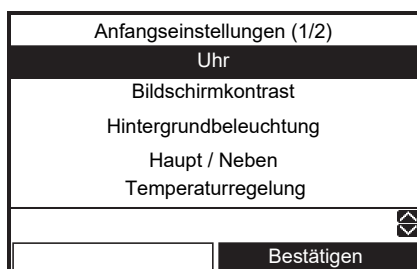 Anfangseinstellungen (1/2)
Uhr
Bildschirmkontrast
Hintergrundbeleuchtung
Haupt / Neben
Temperaturregelung
Bestätigen